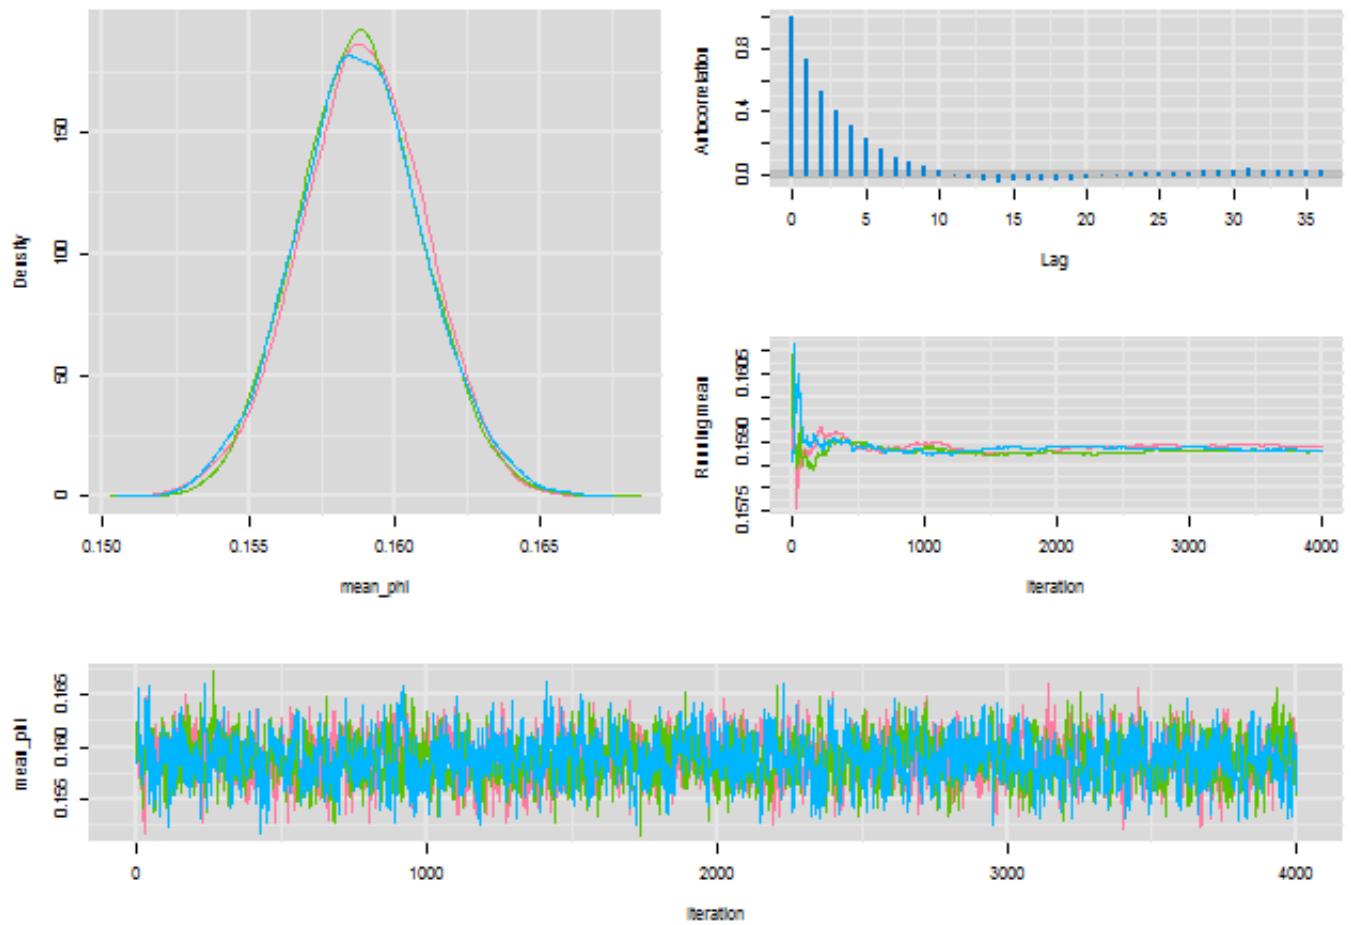 Density
150
100
50
0
0.150 0.155 0.160 0.165
mean_phi
Autocorrelation
0.8
0.4
0.0
0 5 10 15 20 25 30 35
Lag
Running mean
0.1605
0.1590
0.1575
0 1000 2000 3000 4000
Iteration
mean_phi
0.165
0.160
0.155
0 1000 2000 3000 4000
Iteration